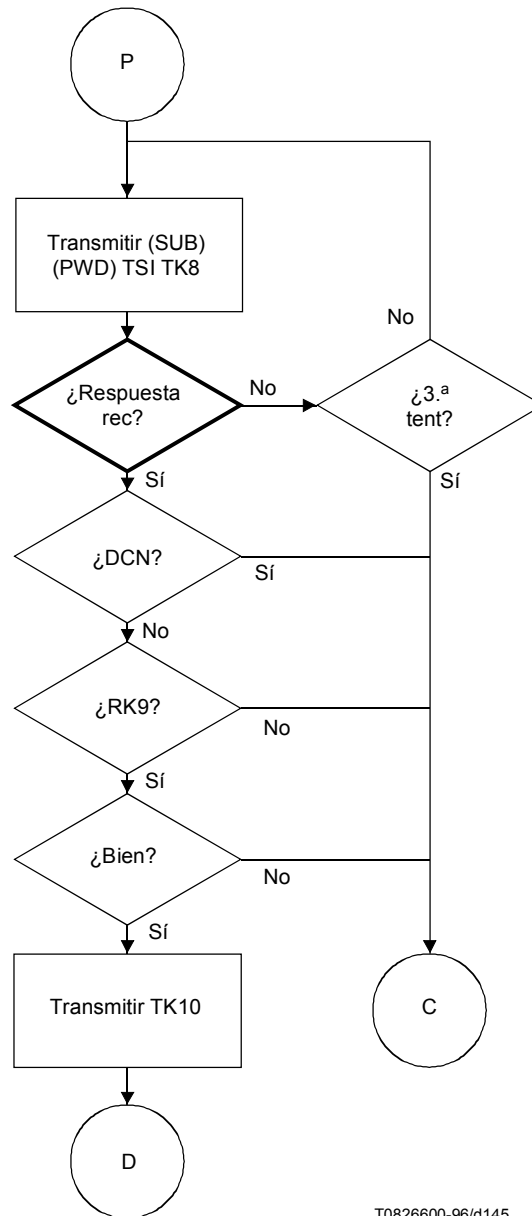 P
Transmitir (SUB)
(PWD) TSI TK8
No
¿Respuesta
rec?
No
¿3.ª
tent?
Sí
Sí
¿DCN?
Sí
No
¿RK9?
No
Sí
¿Bien?
No
Sí
Transmitir TK10
C
D
T0826600-96/d145